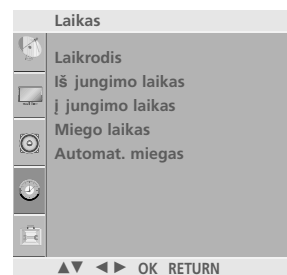 Laikas
Laikrodis
Iš jungimo laikas
į jungimo laikas
Miego laikas
Automat. miegas
▲▼ ◄► OK RETURN